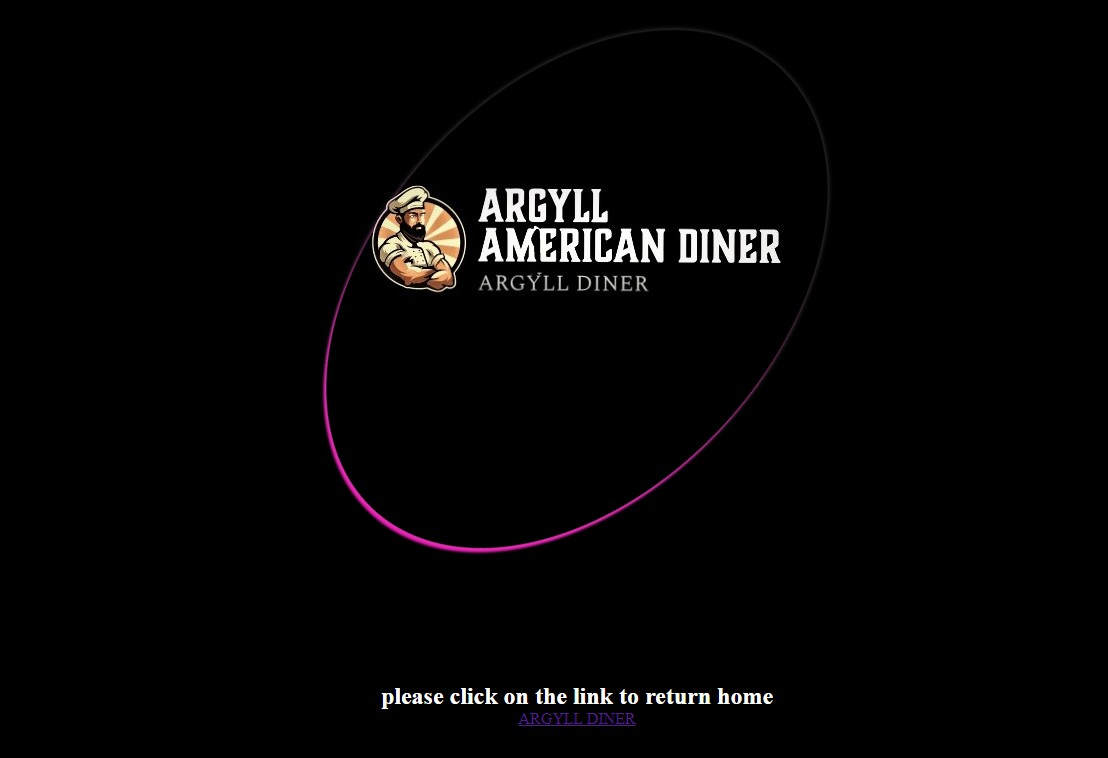 ARGYLL
AMERICAN DINER
ARGYLL DINER
please click on the link to return home
ARGYLL DINER